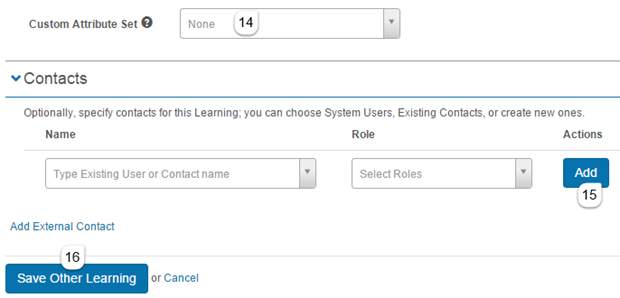 Custom Attribute Set ? None 14
Contacts
Optionally, specify contacts for this Learning; you can choose System Users, Existing Contacts, or create new ones.
Name Role Actions
Type Existing User or Contact name Select Roles Add
15
Add External Contact
16
Save Other Learning or Cancel